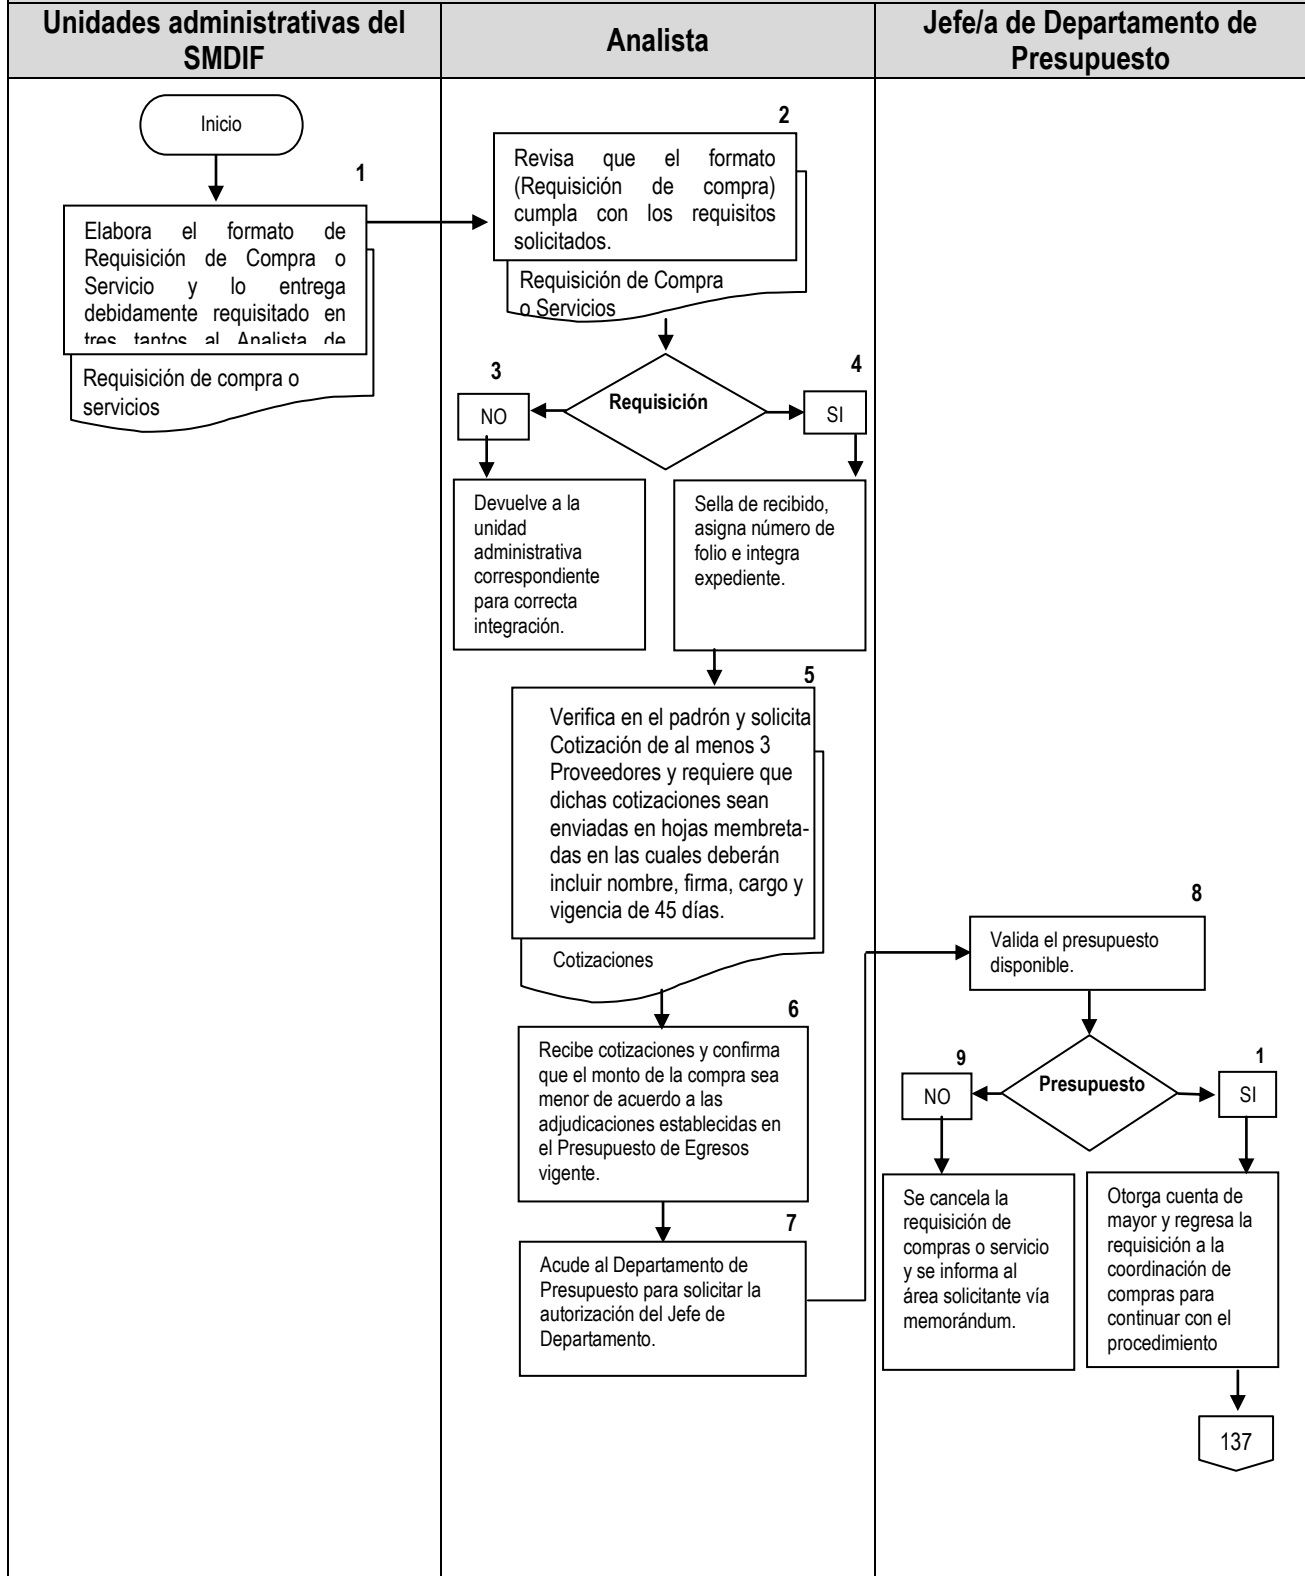 Unidades administrativas del
SMDIF
Analista
Jefe/a de Departamento de
Presupuesto
Inicio
1
Elabora el formato de
Requisición de Compra o
Servicio y lo entrega
debidamente requisitado en
tres tantos al Analista de
Requisición de compra o
servicios
2
Revisa que el formato
(Requisición de compra)
cumpla con los requisitos
solicitados.
Requisición de Compra
o Servicios
Requisición
3
NO
4
SI
Devuelve a la
unidad
administrativa
correspondiente
para correcta
integración.
Sella de recibido,
asigna número de
folio e integra
expediente.
5
Verifica en el padrón y solicita
Cotización de al menos 3
Proveedores y requiere que
dichas cotizaciones sean
enviadas en hojas membreta-
das en las cuales deberán
incluir nombre, firma, cargo y
vigencia de 45 días.
Cotizaciones
6
Recibe cotizaciones y confirma
que el monto de la compra sea
menor de acuerdo a las
adjudicaciones establecidas en
el Presupuesto de Egresos
vigente.
7
Acude al Departamento de
Presupuesto para solicitar la
autorización del Jefe de
Departamento.
8
Valida el presupuesto
disponible.
Presupuesto
9
NO
1
SI
Se cancela la
requisición de
compras o servicio
y se informa al
área solicitante vía
memorándum.
Otorga cuenta de
mayor y regresa la
requisición a la
coordinación de
compras para
continuar con el
procedimiento
137